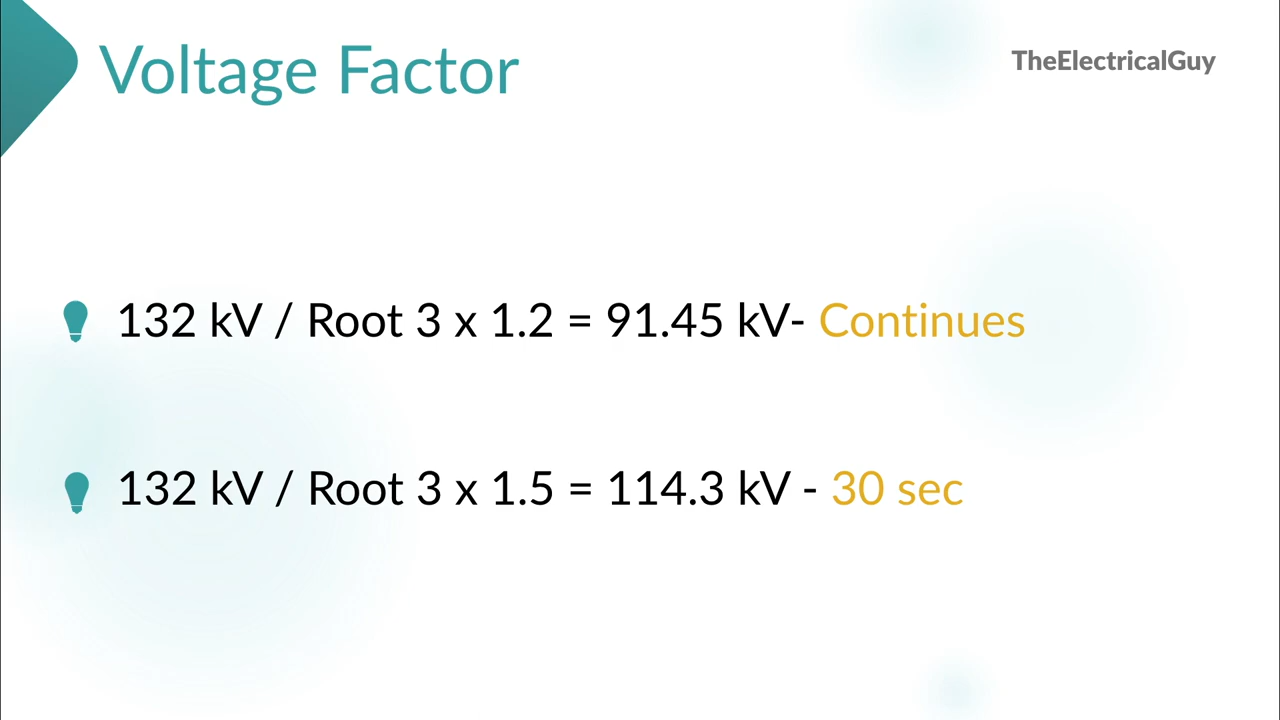 Voltage Factor
TheElectricalGuy
132 kV / Root 3 x 1.2 = 91.45 kV- Continues
132 kV / Root 3 x 1.5 = 114.3 kV - 30 sec